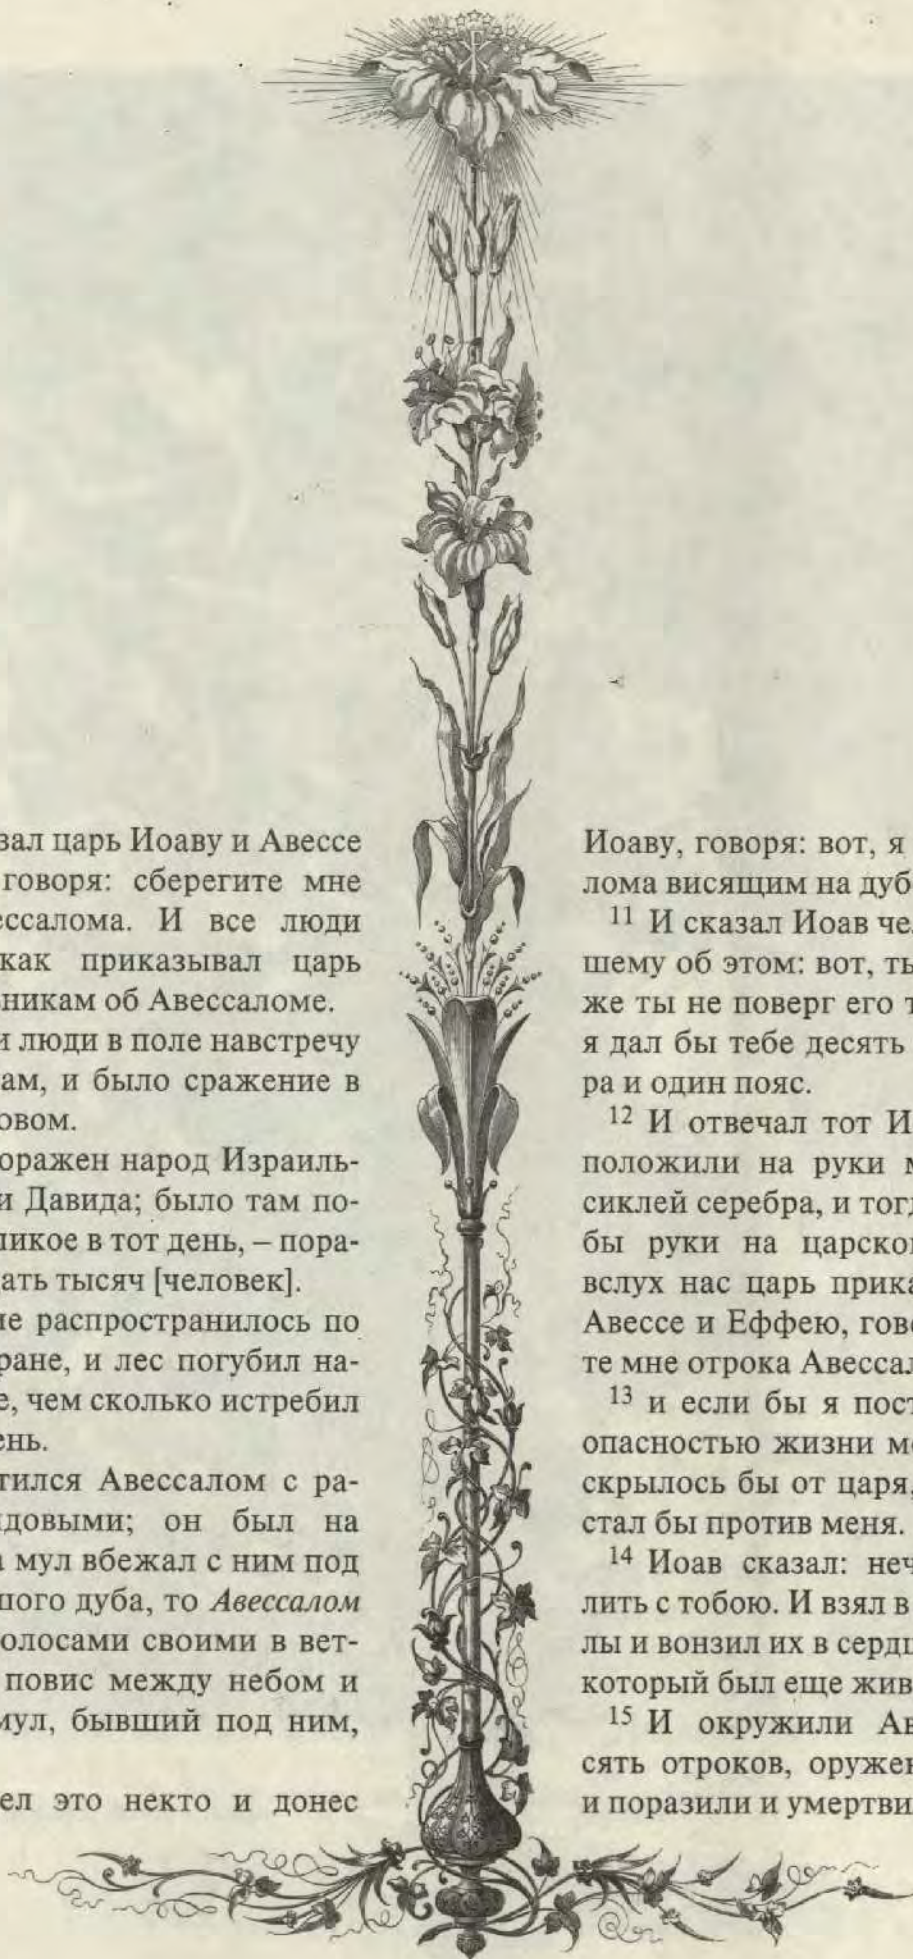 зал царь Иоаву и Авессе
говоря: сберегите мне
ессалома. И все люди
как приказывал царь
ьникам об Авессаломе.
и люди в поле навстречу
ам, и было сражение в
овом.
оражен народ Израиль-
и Давида; было там по-
ликое в тот день, – пора-
ать тысяч [человек].
ие распространилось по
ране, и лес погубил на-
е, чем сколько истребил
ень.
тился Авессалом с ра-
идовыми; он был на
а мул вбежал с ним под
шого дуба, то Авессалом
олосами своими в вет-
повис между небом и
мул, бывший под ним,
ел это некто и донес
Иоаву, говоря: вот, я
лома висящим на дуб
11 И сказал Иоав чел
шему об этом: вот, ты
же ты не поверг его т
я дал бы тебе десять
ра и один пояс.
12 И отвечал тот И
положили на руки м
сиклей серебра, и тогд
бы руки на царског
вслух нас царь прика
Авессе и Еффею, гово
те мне отрока Авессал
13 и если бы я пост
опасностью жизни мо
скрылось бы от царя,
стал бы против меня.
14 Иоав сказал: неч
лить с тобою. И взял в
лы и вонзил их в сердц
который был еще жив
15 И окружили Ав
сять отроков, оружен
и поразили и умертви